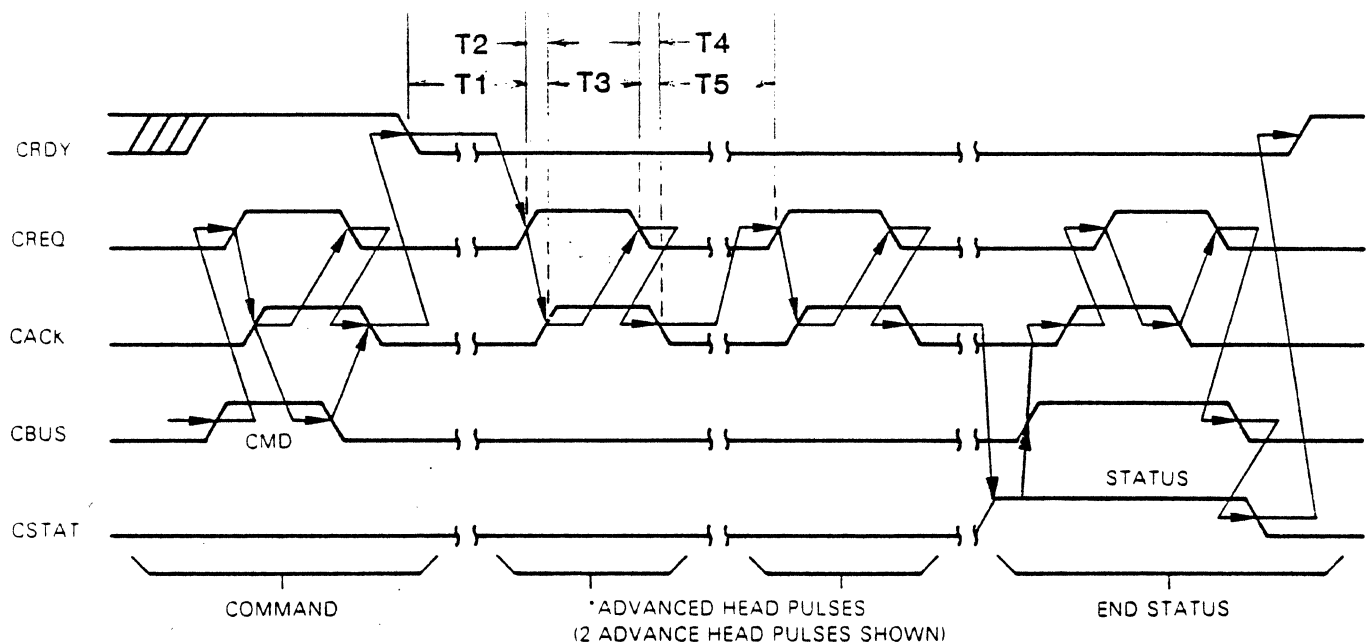 T2 T4
T1 T3 T5
CRDY
CREQ
CACK
CBUS
CMD
STATUS
CSTAT
COMMAND
*ADVANCED HEAD PULSES
(2 ADVANCE HEAD PULSES SHOWN)
END STATUS